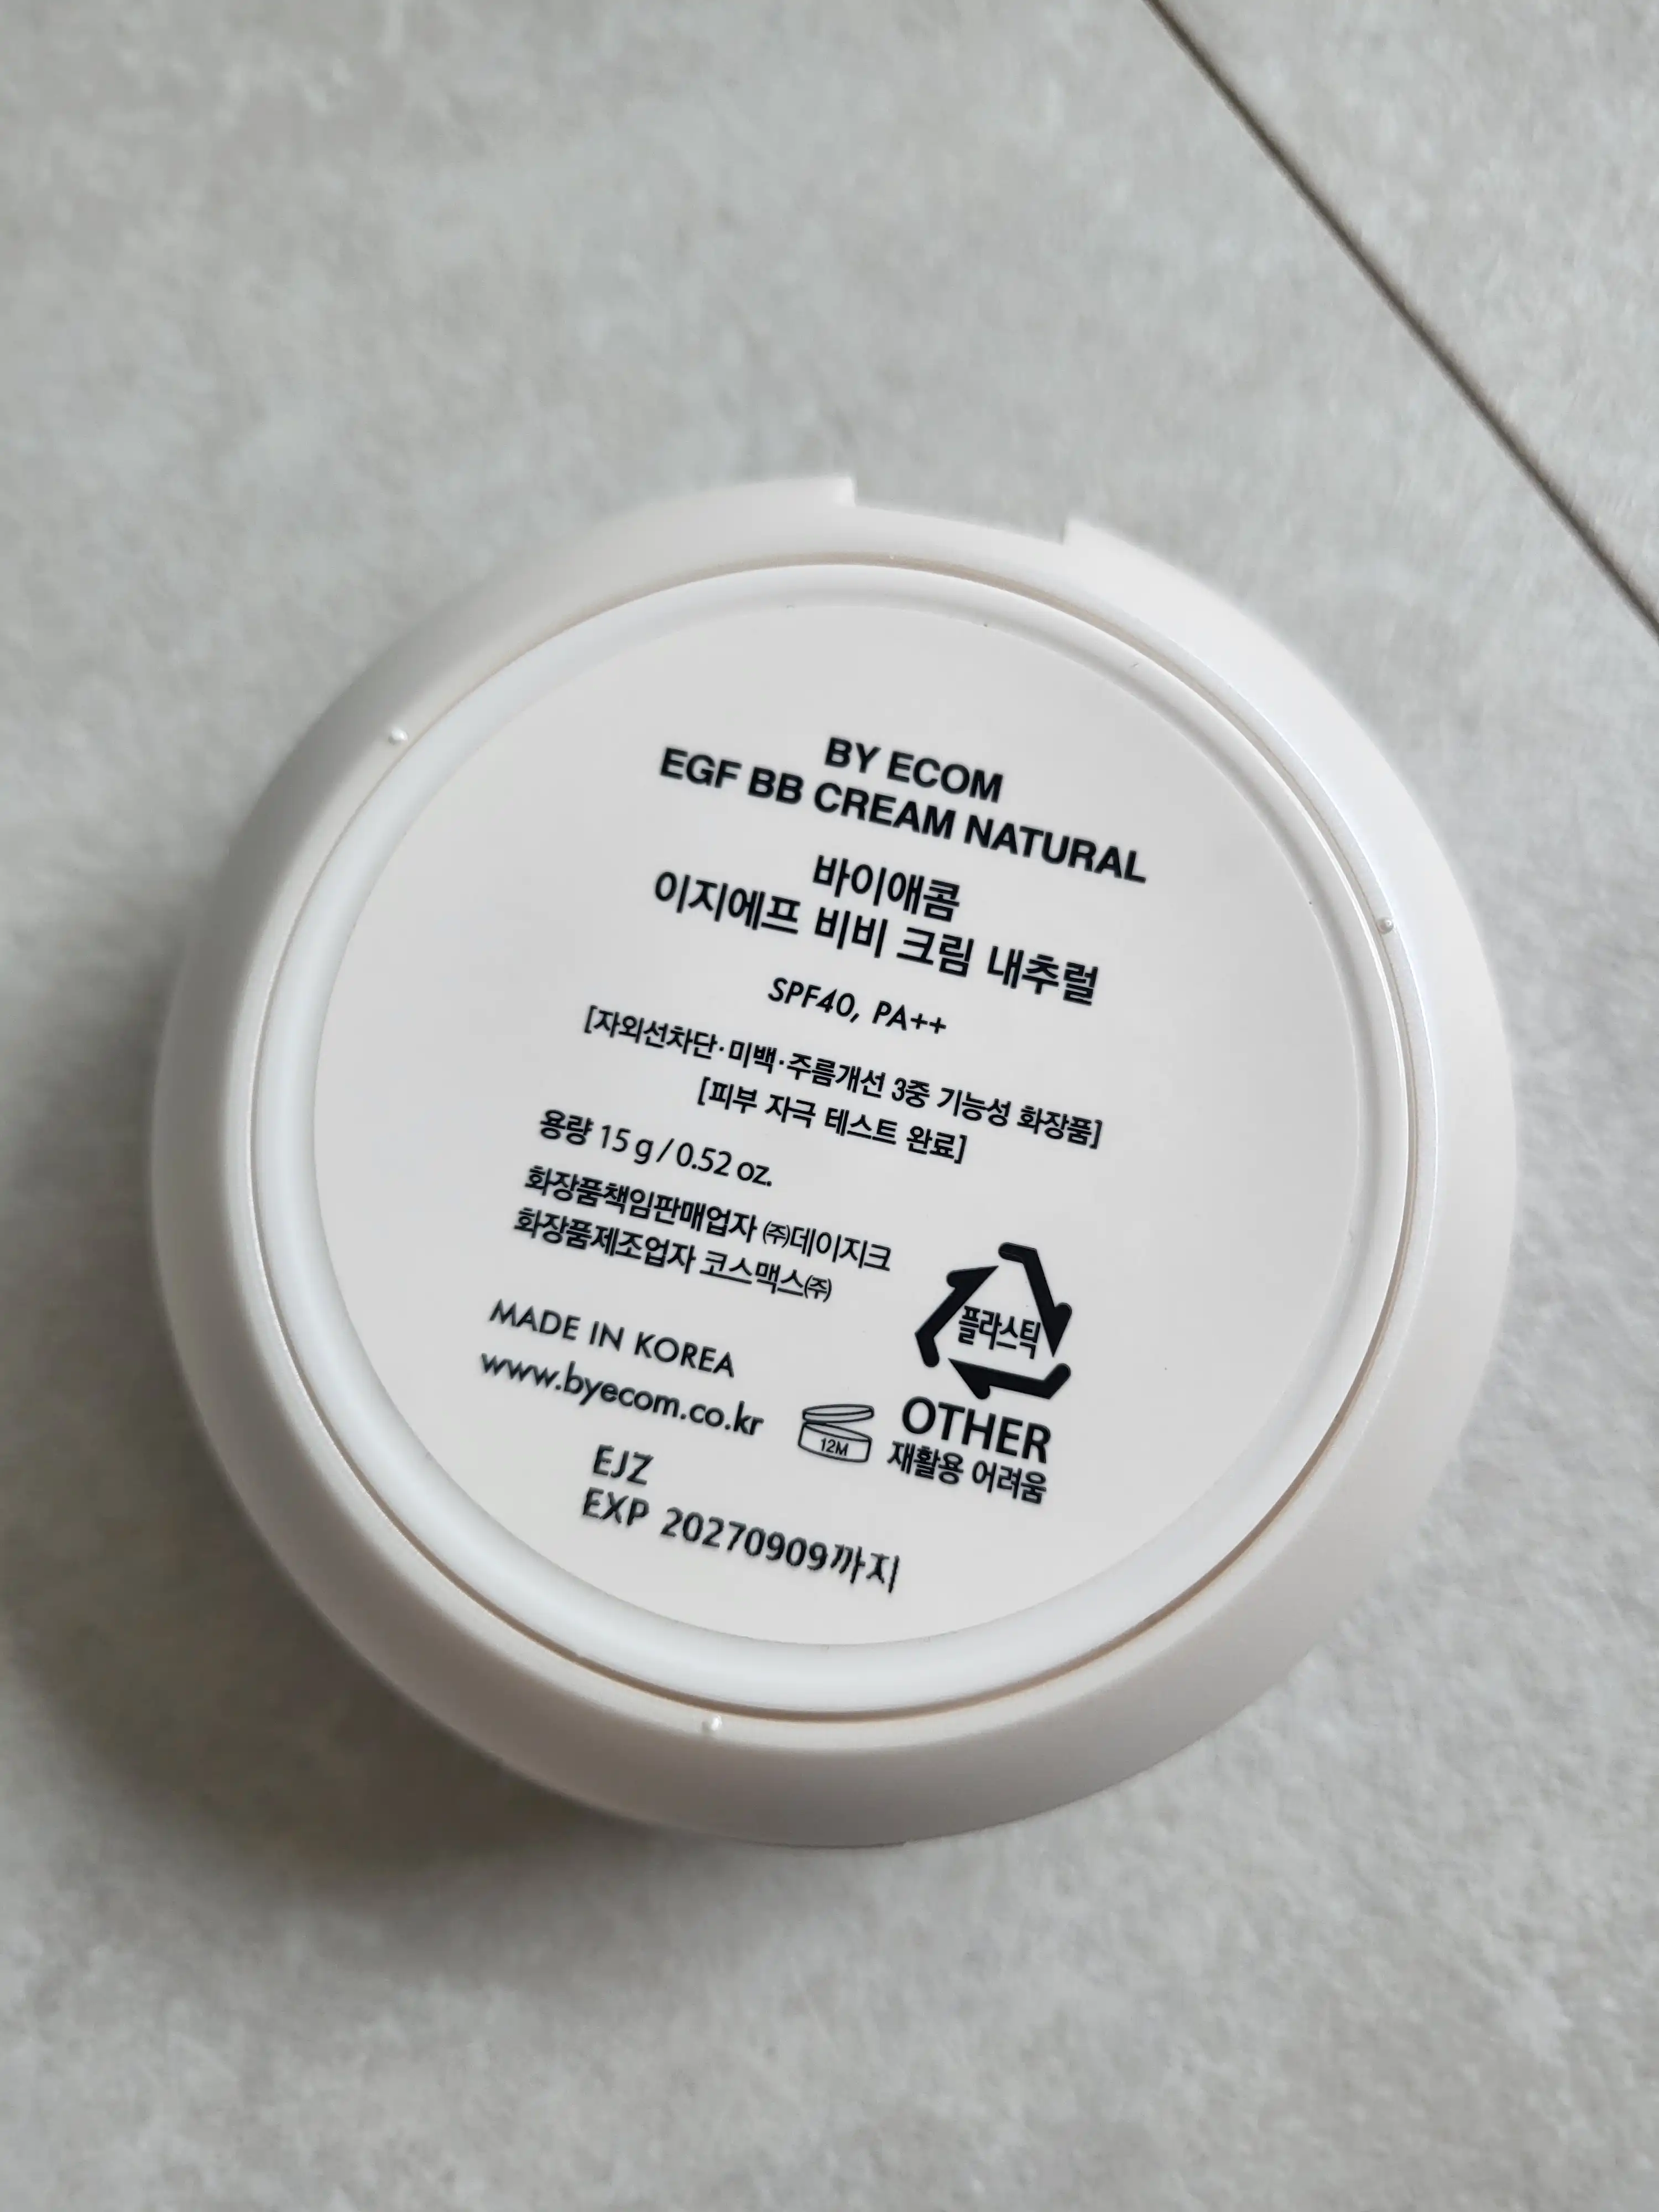 BY ECOM
EGF BB CREAM NATURAL
바이애콤
이지에프 비비 크림 내추럴
SPF40, PA++
[자외선차단·미백·주름개선 3중 기능성 화장품]
[피부 자극 테스트 완료]
용량 15 g / 0.52 oz.
화장품책임판매업자 ㈜데이지크
화장품제조업자 코스맥스㈜
MADE IN KOREA
www.byecom.co.kr
플라스틱
OTHER
재활용 어려움
12M
EJZ
EXP 20270909까지